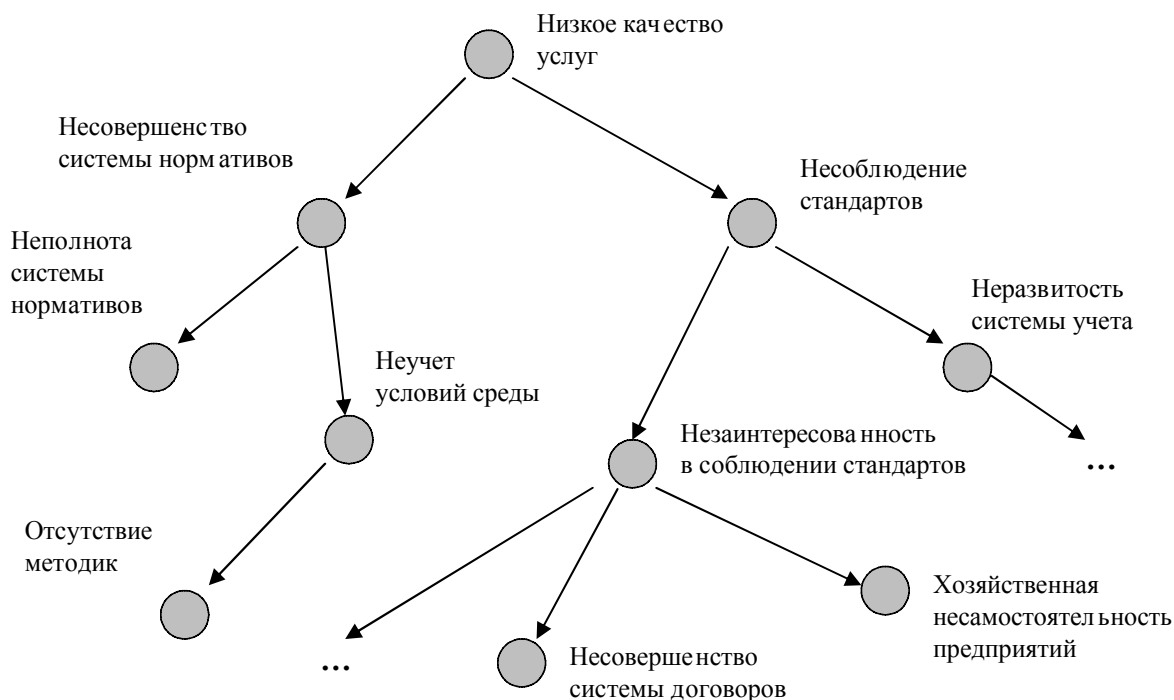 Низкое качество
услуг
Несовершенство
системы нормативов
Несоблюдение
стандартов
Неполнота
системы
нормативов
Неразвитость
системы учета
Неучет
условий среды
Незаинтересованность
в соблюдении стандартов
...
Отсутствие
методик
Хозяйственная
несамостоятельность
предприятий
...
Несовершенство
системы договоров